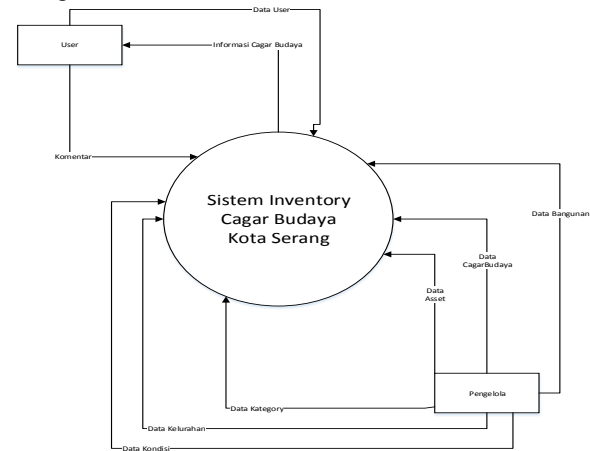 Data User
User
Informasi Cagar Budaya
Komentar
Sistem Inventory
Cagar Budaya
Kota Serang
Data Bangunan
Data
CagarBudaya
Data
Asset
Pengelola
Data Kategory
Data Kelurahan
Data Kondisi